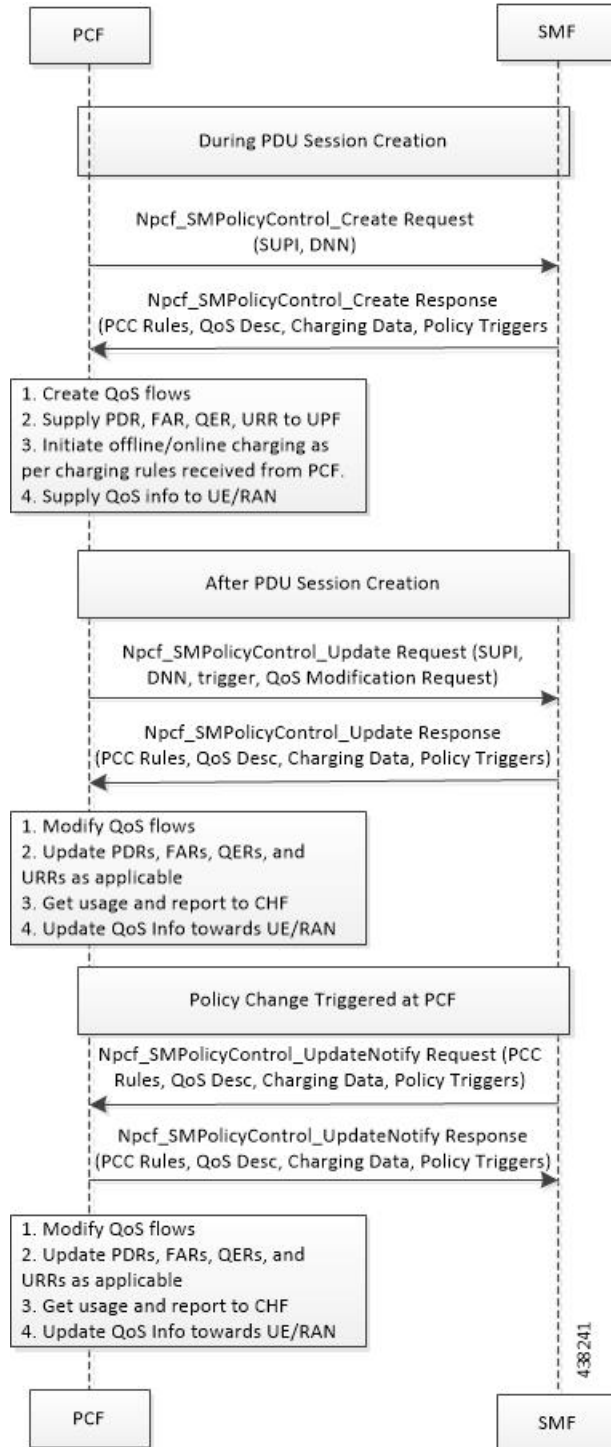 PCF
SMF
During PDU Session Creation
Npcf_SMPolicyControl_Create Request
(SUPI, DNN)
Npcf_SMPolicyControl_Create Response
(PCC Rules, QoS Desc, Charging Data, Policy Triggers
1. Create QoS flows
2. Supply PDR, FAR, QER, URR to UPF
3. Initiate offline/online charging as
per charging rules received from PCF.
4. Supply QoS info to UE/RAN
After PDU Session Creation
Npcf_SMPolicyControl_Update Request (SUPI,
DNN, trigger, QoS Modification Request)
Npcf_SMPolicyControl_Update Response
(PCC Rules, QoS Desc, Charging Data, Policy Triggers)
1. Modify QoS flows
2. Update PDRs, FARs, QERs, and
URRs as applicable
3. Get usage and report to CHF
4. Update QoS Info towards UE/RAN
Policy Change Triggered at PCF
Npcf_SMPolicyControl_UpdateNotify Request (PCC
Rules, QoS Desc, Charging Data, Policy Triggers)
Npcf_SMPolicyControl_UpdateNotify Response
(PCC Rules, QoS Desc, Charging Data, Policy Triggers)
1. Modify QoS flows
2. Update PDRs, FARs, QERs, and
URRs as applicable
3. Get usage and report to CHF
4. Update QoS Info towards UE/RAN
438241
PCF
SMF